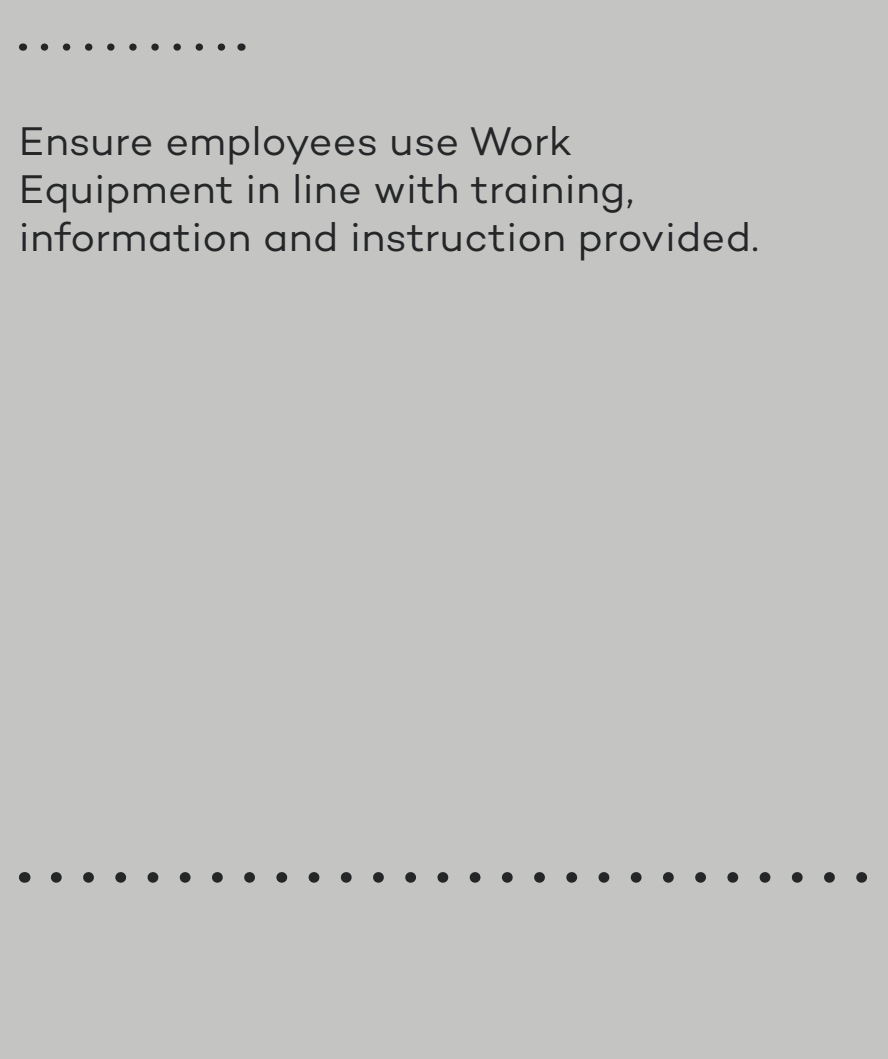 Ensure employees use Work
Equipment in line with training,
information and instruction provided.